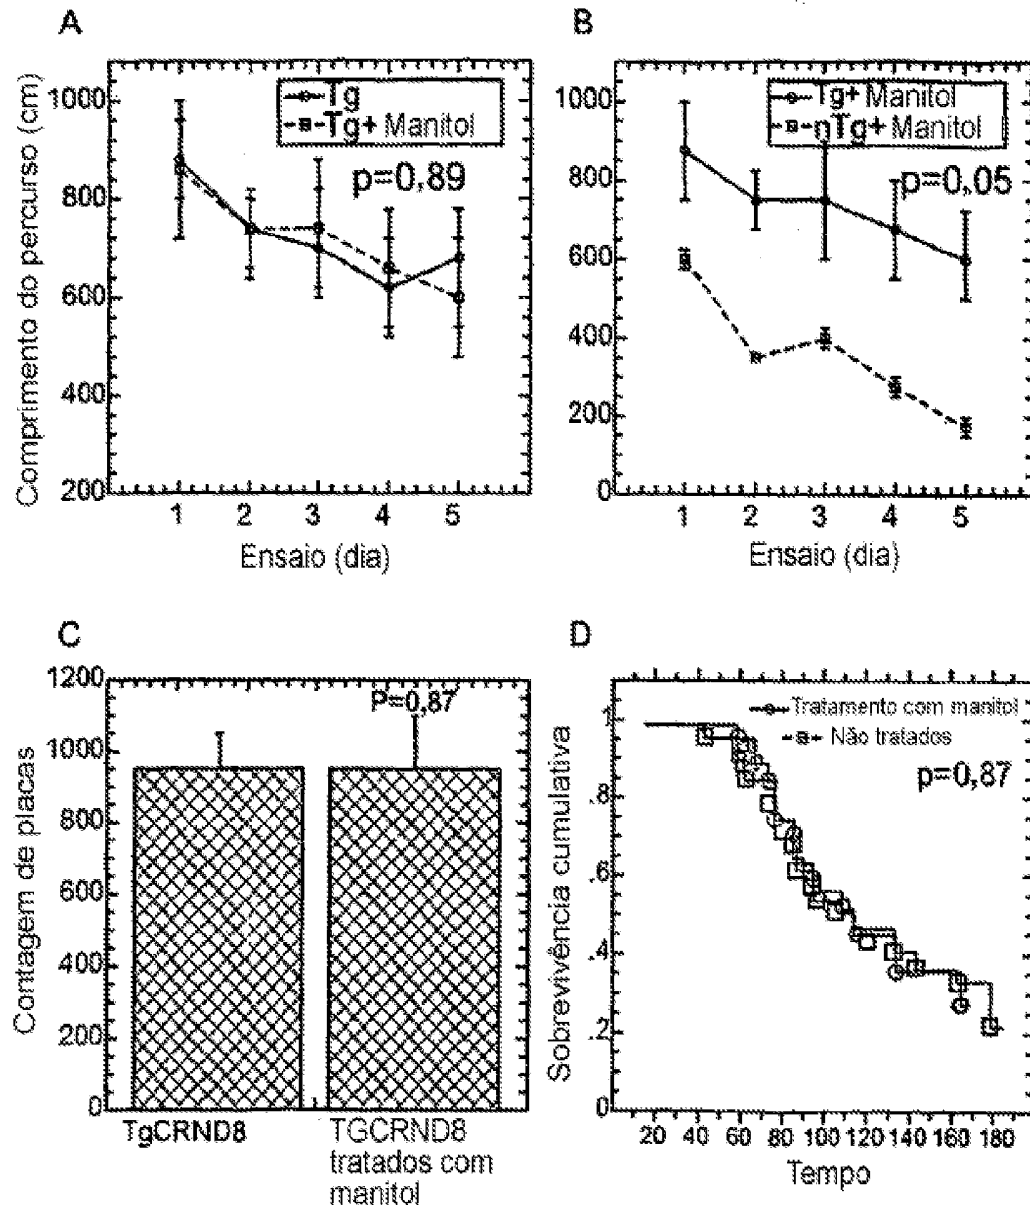 A
Comprimento do percurso (cm)
1000
800
600
400
200
Tg
Tg+ Manitol
p=0,89
1 2 3 4 5
Ensaio (dia)
B
1000
800
600
400
200
0
Tg+ Manitol
nTg+ Manitol
p=0,05
1 2 3 4 5
Ensaio (dia)
C
Contagem de placas
1200
1000
800
600
400
200
0
P=0,87
TgCRND8
TGCRND8
tratados com
manitol
D
Sobrevivência cumulativa
1
.8
.6
.4
.2
0
Tratamento com manitol
Não tratados
p=0,87
20 40 60 80 100 120 140 160 180
Tempo